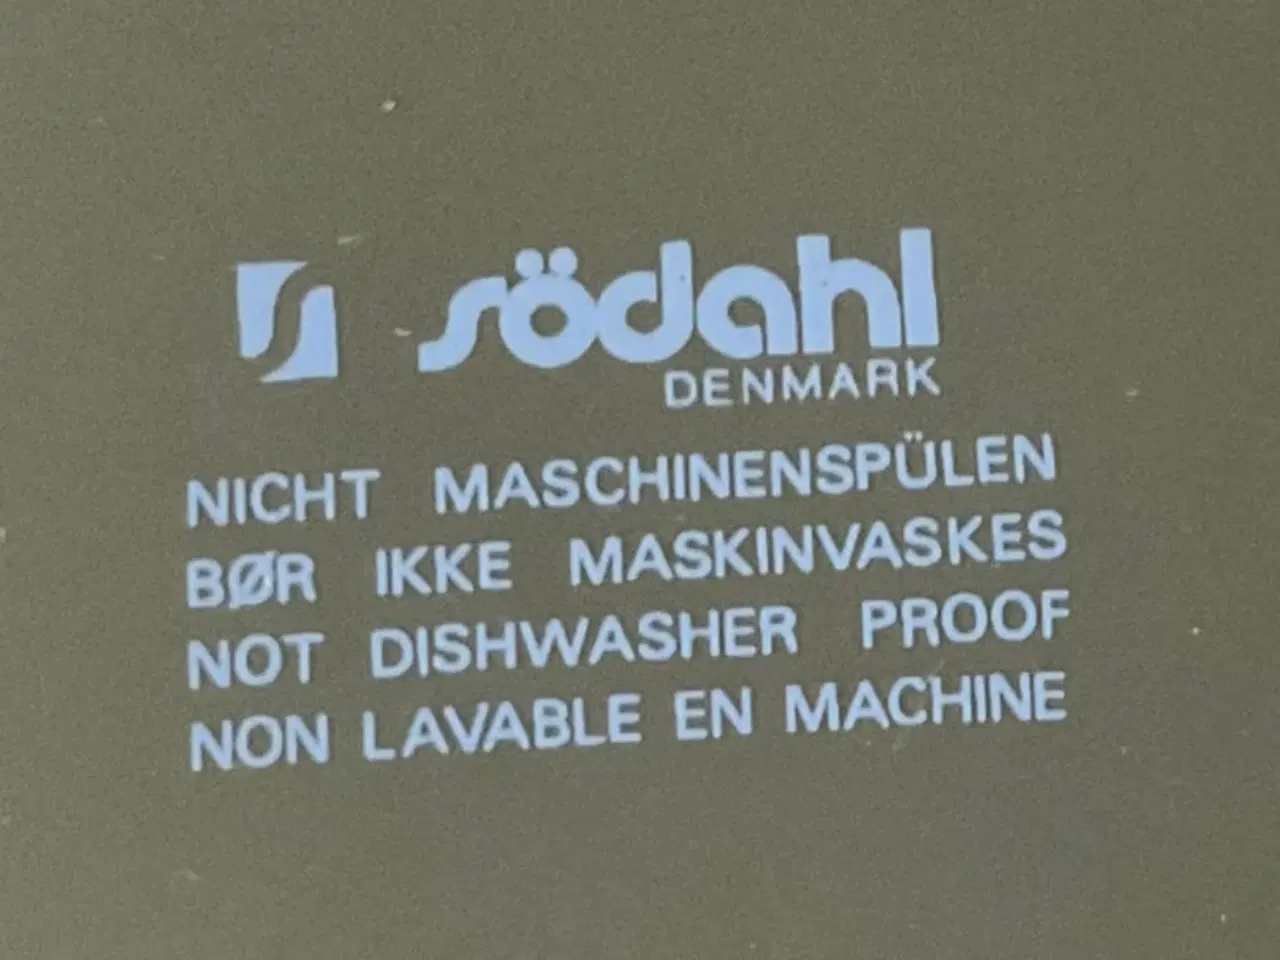 södahl
DENMARK
NICHT MASCHINENSPÜLEN
BØR IKKE MASKINVASKES
NOT DISHWASHER PROOF
NON LAVABLE EN MACHINE